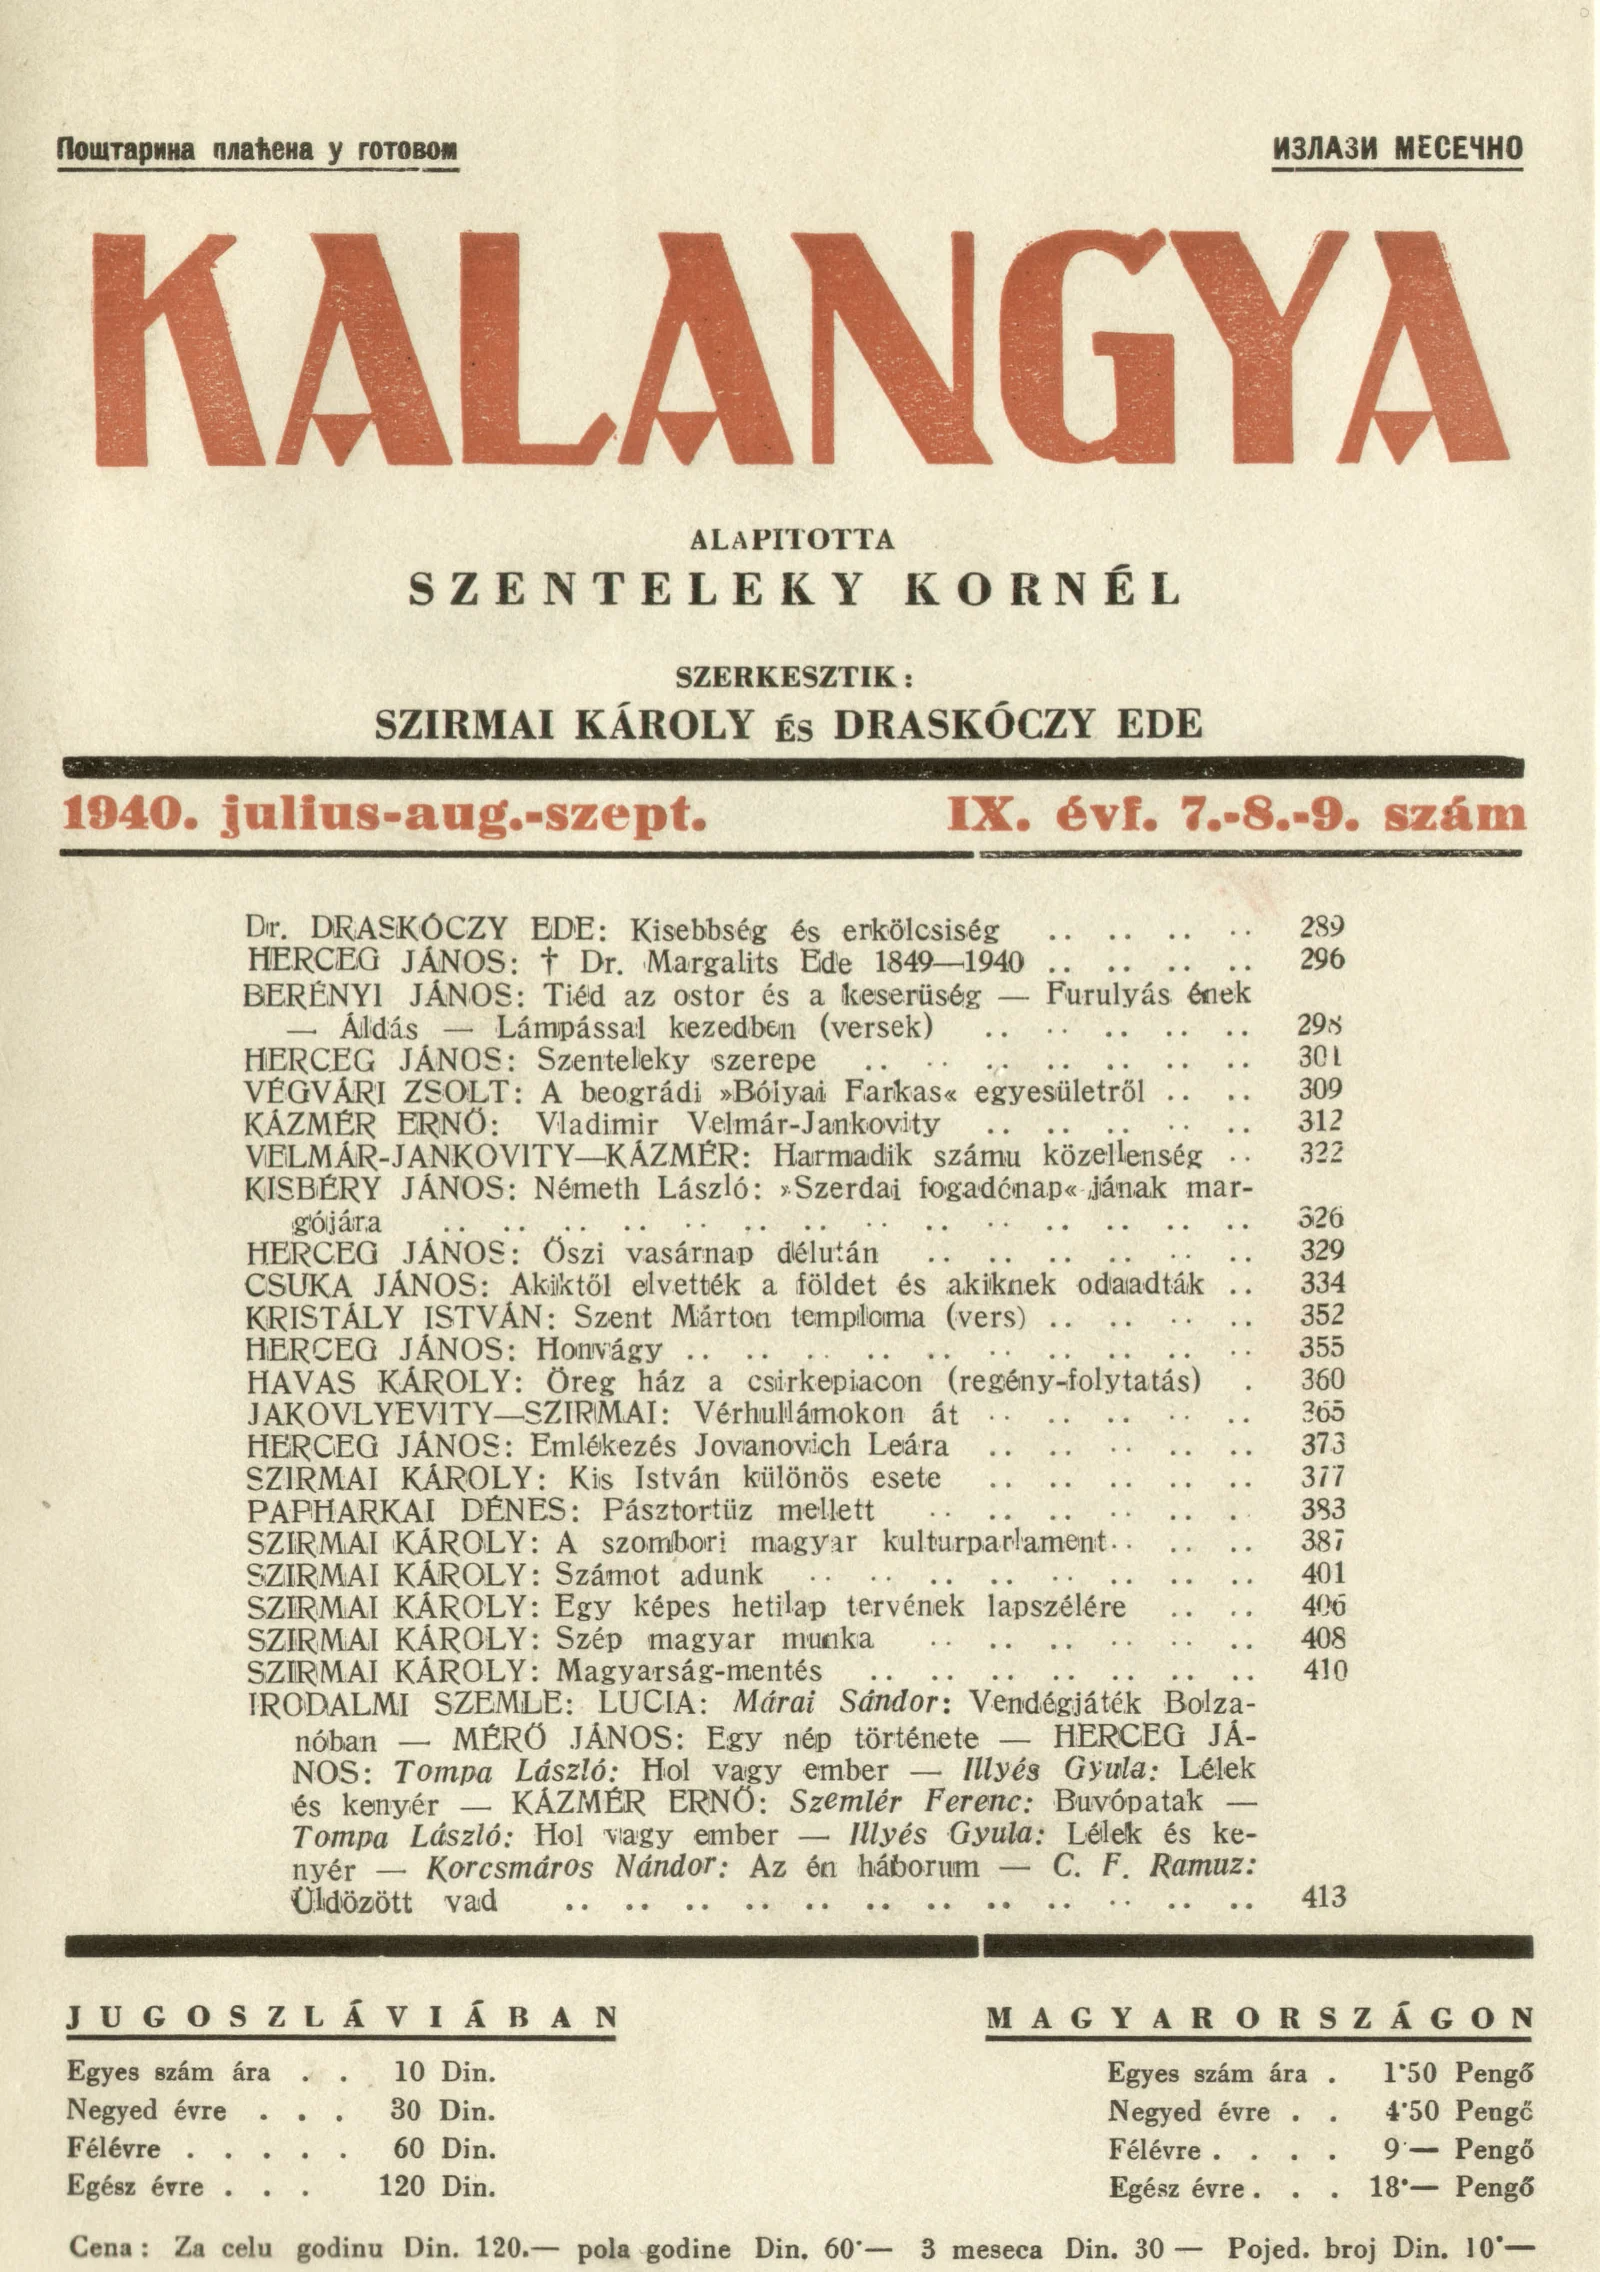 Поштарина плаћена у готовом
ИЗЛАЗИ МЕСЕЧНО
KALANGYA
ALAPITOTTA
SZENTELEKY KORNÉL
SZERKESZTIK:
SZIRMAI KÁROLY ÉS DRASKÓCZY EDE
1940. julius-aug.-szept. IX. évf. 7.-8.-9. szám
Dr. DRASKÓCZY EDE: Kisebbség és erkölcsiség .. .. .. .. 289
HERCEG JÁNOS: † Dr. Margalits Ede 1849—1940 .. .. .. .. 296
BERÉNYI JÁNOS: Tiéd az ostor és a keserüség — Furulyás ének
— Áldás — Lámpással kezedben (versek) .. .. .. .. .. 298
HERCEG JÁNOS: Szenteleky szerepe .. .. .. .. .. .. .. 301
VÉGVÁRI ZSOLT: A beográdi »Bólyai Farkas« egyesületről .. .. 309
KÁZMÉR ERNŐ: Vladimir Velmár-Jankovity .. .. .. .. .. 312
VELMÁR-JANKOVITY—KÁZMÉR: Harmadik számu közellenség .. 322
KISBÉRY JÁNOS: Németh László: »Szerdai fogadónap«-jának mar-
gójára .. .. .. .. .. .. .. .. .. .. .. .. .. .. 326
HERCEG JÁNOS: Őszi vasárnap délután .. .. .. .. .. .. 329
CSUKA JÁNOS: Akiktől elvették a földet és akiknek odaadták .. 334
KRISTÁLY ISTVÁN: Szent Márton temploma (vers) .. .. .. .. 352
HERCEG JÁNOS: Honvágy .. .. .. .. .. .. .. .. .. .. 355
HAVAS KÁROLY: Öreg ház a csirkepiacon (regény-folytatás) . 360
JAKOVLYEVITY—SZIRMAI: Vérhullámokon át .. .. .. .. .. 365
HERCEG JÁNOS: Emlékezés Jovanovich Leára .. .. .. .. .. 373
SZIRMAI KÁROLY: Kis István különös esete .. .. .. .. .. 377
PAPHARKAI DÉNES: Pásztortüz mellett .. .. .. .. .. . 383
SZIRMAI KÁROLY: A szombori magyar kulturparlament.. .. .. 387
SZIRMAI KÁROLY: Számot adunk .. .. .. .. .. .. .. .. 401
SZIRMAI KÁROLY: Egy képes hetilap tervének lapszélére .. .. 406
SZIRMAI KÁROLY: Szép magyar munka .. .. .. .. .. .. 408
SZIRMAI KÁROLY: Magyarság-mentés .. .. .. .. .. .. .. 410
IRODALMI SZEMLE: LUCIA: Márai Sándor: Vendégjáték Bolza-
nóban — MÉRŐ JÁNOS: Egy nép története — HERCEG JÁ-
NOS: Tompa László: Hol vagy ember — Illyés Gyula: Lélek
és kenyér — KÁZMÉR ERNŐ: Szemlér Ferenc: Buvópatak —
Tompa László: Hol vagy ember — Illyés Gyula: Lélek és ke-
nyér — Korcsmáros Nándor: Az én háborum — C. F. Ramuz:
Üldözött vad .. .. .. .. .. .. .. .. .. .. .. .. 413
JUGOSZLÁVIÁBAN
Egyes szám ára . . 10 Din.
Negyed évre . . . 30 Din.
Félévre . . . . . 60 Din.
Egész évre . . . 120 Din.
MAGYARORSZÁGON
Egyes szám ára . 1·50 Pengő
Negyed évre . . 4·50 Pengő
Félévre . . . . 9·— Pengő
Egész évre . . . 18·— Pengő
Cena: Za celu godinu Din. 120.— pola godine Din. 60·— 3 meseca Din. 30 — Pojed. broj Din. 10·—